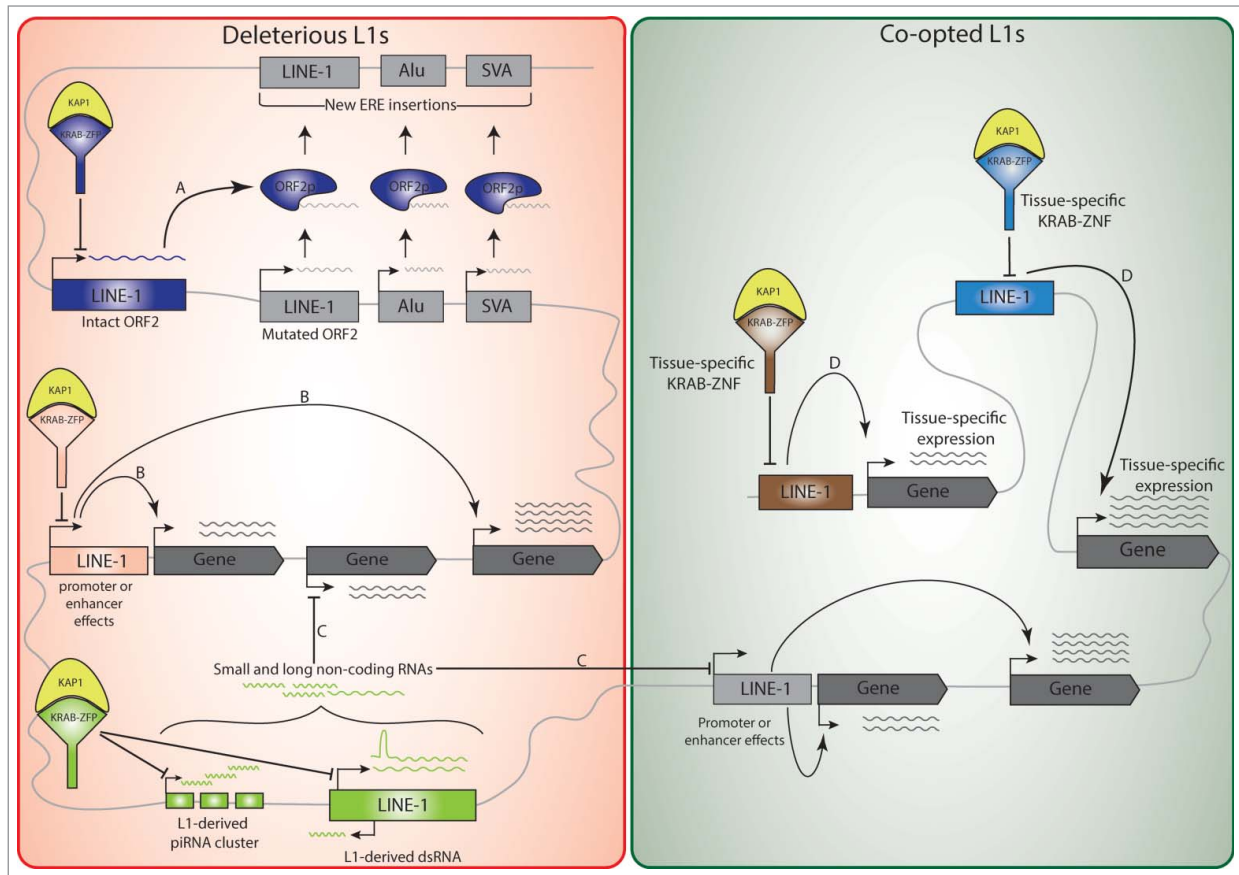 Deleterious L1s
LINE-1
Alu
SVA
New ERE insertions
KAP1
KRAB-ZFP
A
ORF2p
ORF2p
ORF2p
LINE-1
Intact ORF2
LINE-1
Mutated ORF2
Alu
SVA
KAP1
KRAB-ZFP
B
B
LINE-1
promoter or
enhancer
effects
Gene
Gene
Gene
C
Small and long non-coding RNAs
C
KAP1
KRAB-ZFP
L1-derived
piRNA cluster
LINE-1
L1-derived dsRNA
Co-opted L1s
KAP1
KRAB-ZFP
Tissue-specific
KRAB-ZNF
D
LINE-1
KAP1
KRAB-ZFP
Tissue-specific
KRAB-ZNF
D
Tissue-specific
expression
LINE-1
Gene
Tissue-specific
expression
Gene
LINE-1
Promoter or
enhancer effects
Gene
Gene